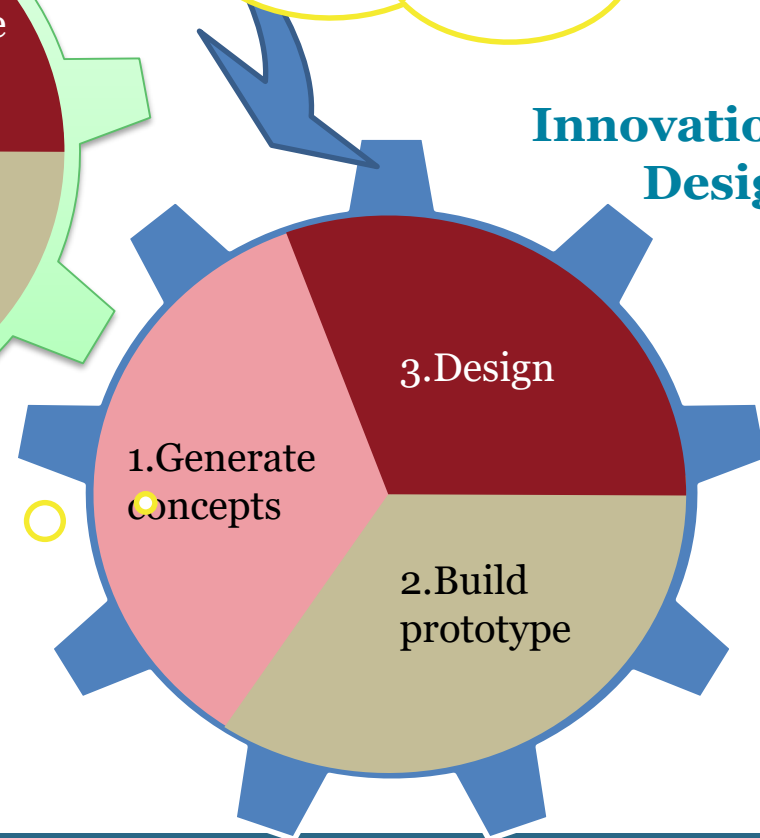 e
Innovatio
Desig
3.Design
1.Generate
concepts
2.Build
prototype